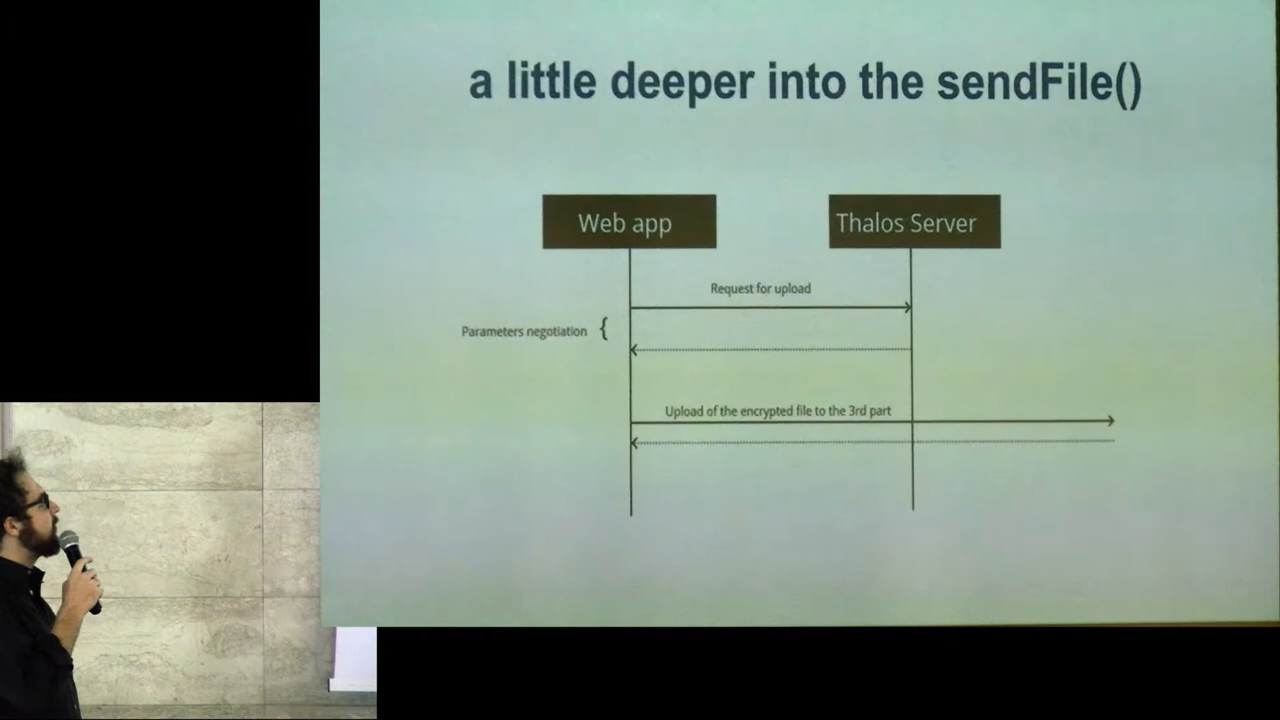 a little deeper into the sendFile()
Web app
Thalos Server
Request for upload
Parameters negotiation {
Upload of the encrypted file to the 3rd part